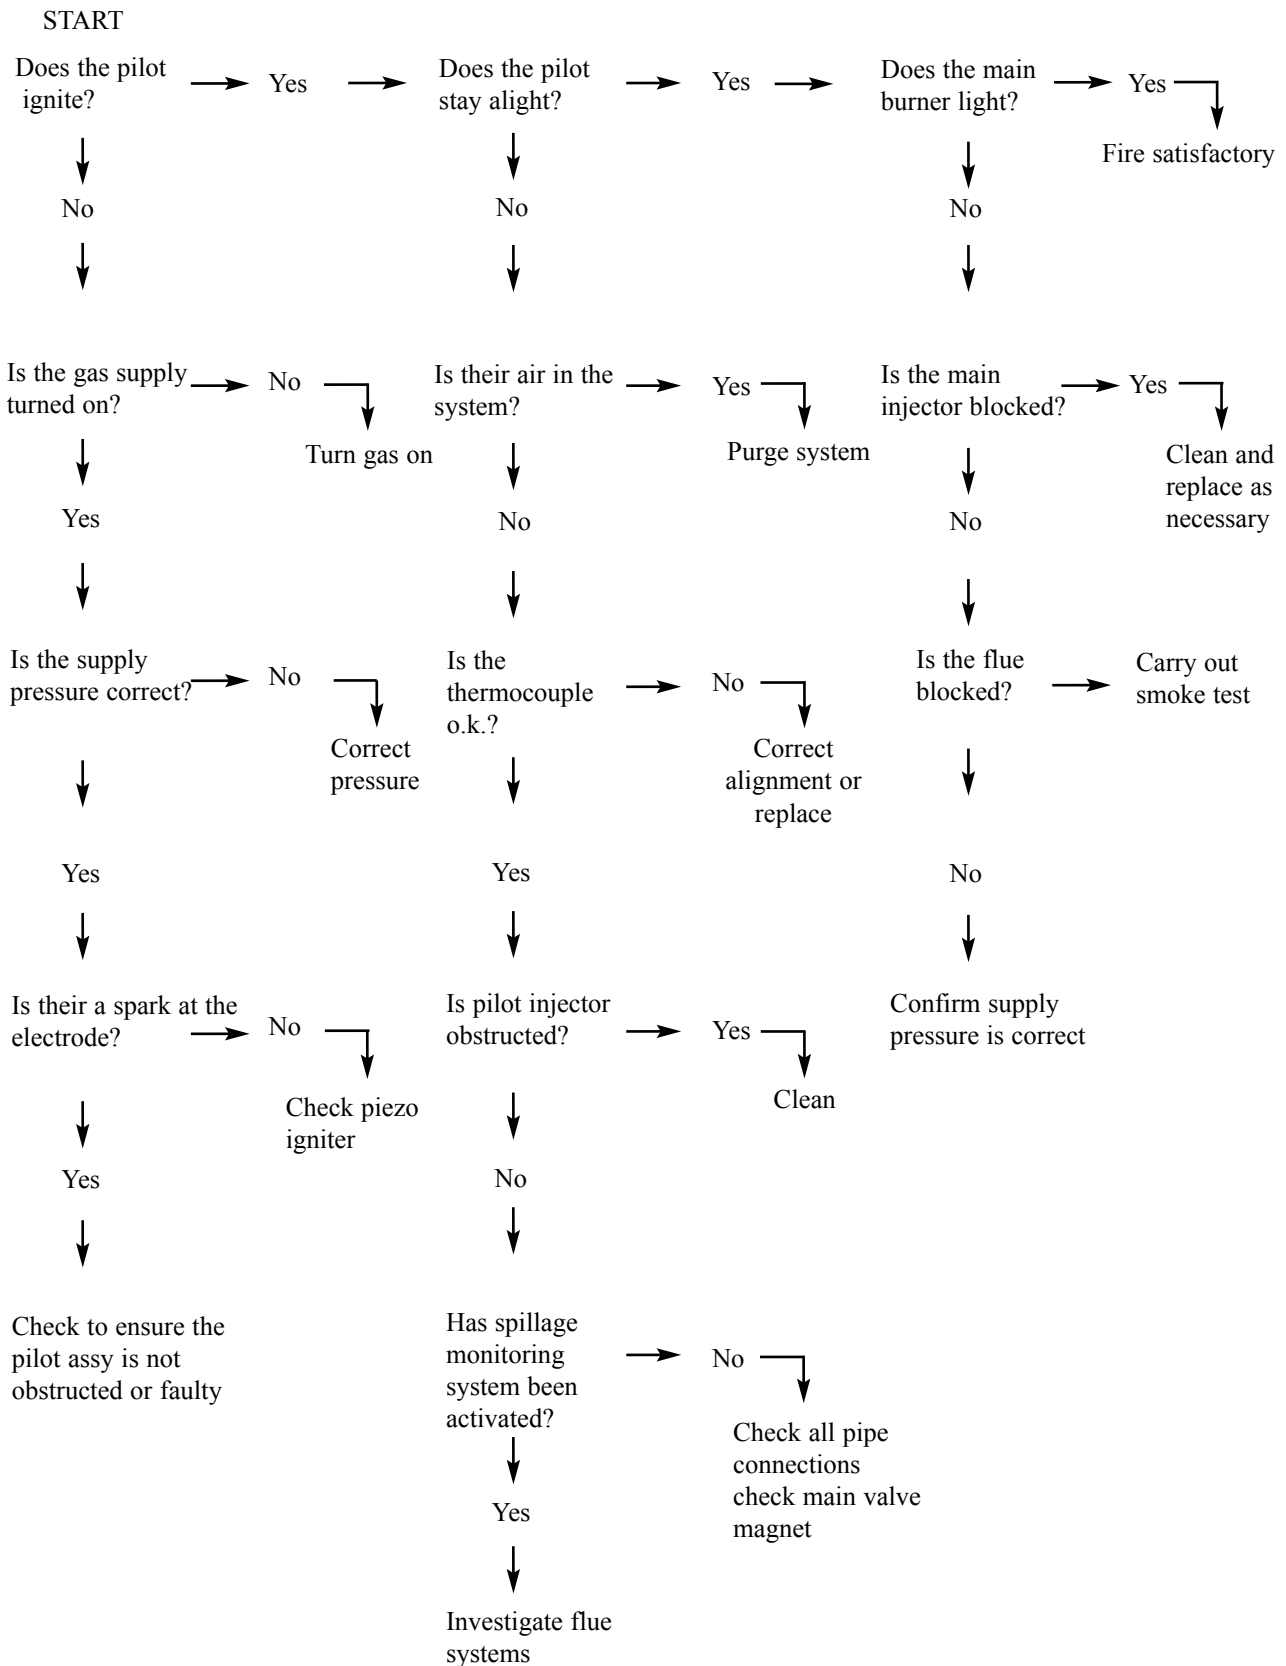 START
Does the pilot
ignite?
Yes
Does the pilot
stay alight?
Yes
Does the main
burner light?
Yes
Fire satisfactory
No
No
No
Is the gas supply
turned on?
No
Turn gas on
Is their air in the
system?
Yes
Purge system
Is the main
injector blocked?
Yes
Clean and
replace as
necessary
Yes
No
No
Is the supply
pressure correct?
No
Correct
pressure
Is the
thermocouple
o.k.?
No
Correct
alignment or
replace
Is the flue
blocked?
Carry out
smoke test
Yes
Yes
No
Is their a spark at the
electrode?
No
Check piezo
igniter
Is pilot injector
obstructed?
Yes
Clean
Confirm supply
pressure is correct
Yes
No
Check to ensure the
pilot assy is not
obstructed or faulty
Has spillage
monitoring
system been
activated?
No
Check all pipe
connections
check main valve
magnet
Yes
Investigate flue
systems